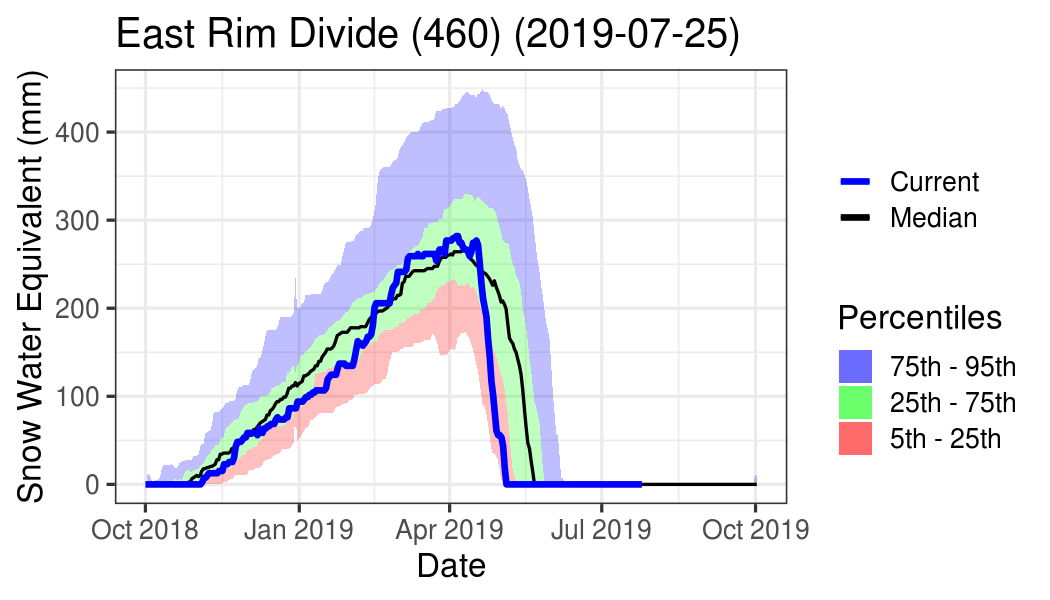 East Rim Divide (460) (2019-07-25)
Snow Water Equivalent (mm)
400
300
200
100
0
Oct 2018
Jan 2019
Apr 2019
Jul 2019
Oct 2019
Date
Current
Median
Percentiles
75th - 95th
25th - 75th
5th - 25th